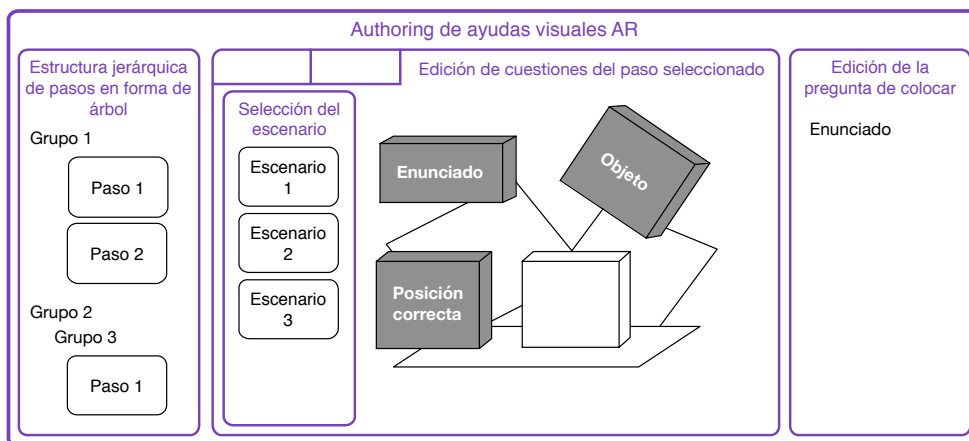 Authoring de ayudas visuales AR
Estructura jerárquica
de pasos en forma de
árbol
Grupo 1
Paso 1
Paso 2
Grupo 2
Grupo 3
Paso 1
Edición de cuestiones del paso seleccionado
Selección del
escenario
Escenario
1
Escenario
2
Escenario
3
Enunciado
Objeto
Posición
correcta
Edición de la
pregunta de colocar
Enunciado